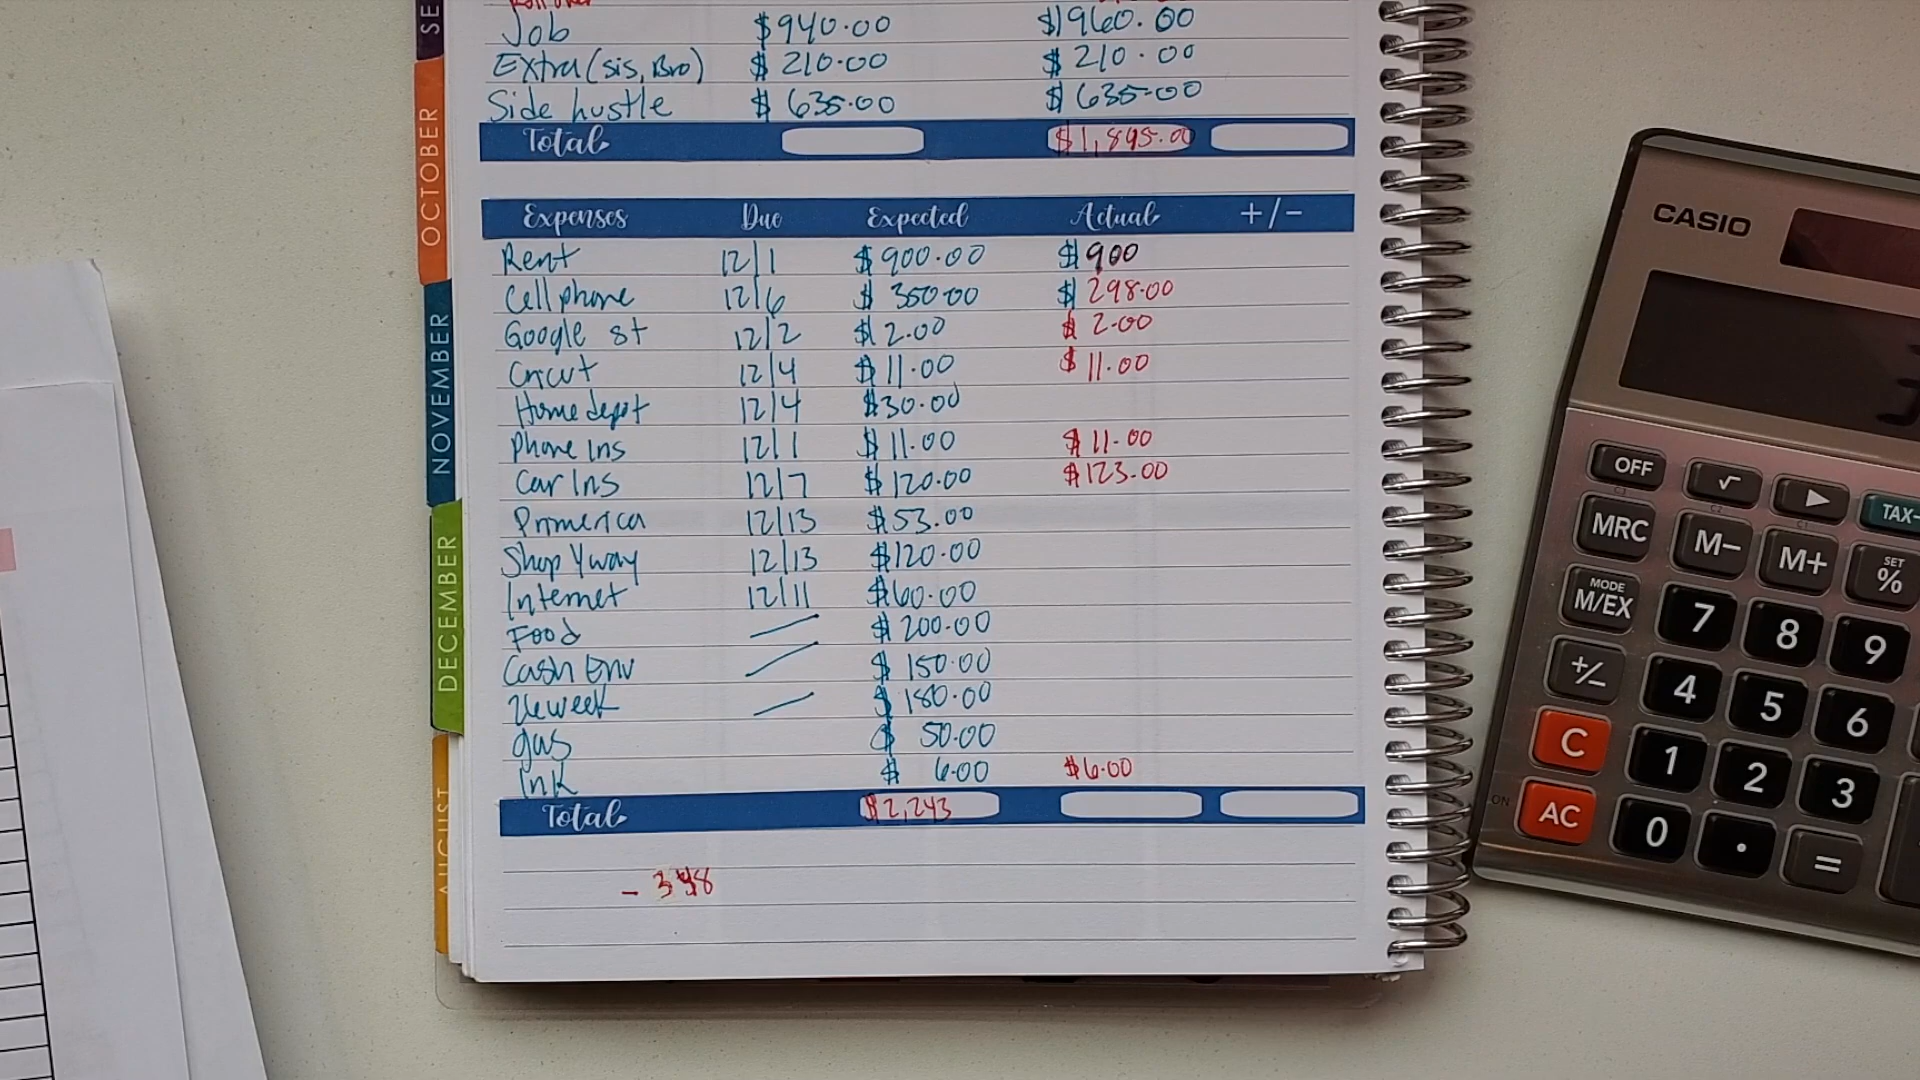 SE
Job $940.00 $960.00
Extra (sis, Bro) $210.00 $210.00
Side hustle $635.00 $635.00
Total $1,895.00
OCTOBER
Expenses Due Expected Actual +/-
Rent 12/1 $900.00 $900
Cell phone 12/6 $350.00 $298.00
Google st 12/2 $2.00 $2.00
Cricut 12/4 $11.00 $11.00
Home depot 12/4 $30.00
Phone Ins 12/1 $11.00 $11.00
Car Ins 12/7 $120.00 $123.00
Primerica 12/13 $53.00
Shop Yway 12/13 $120.00
Internet 12/11 $60.00
Food $200.00
Cash Env $150.00
26 week $180.00
gas $50.00
Ink $6.00 $6.00
Total $2,243
- 348
NOVEMBER
DECEMBER
AUGUST
CASIO
OFF √ ▶ TAX-
MRC M- M+ SET %
MODE
M/EX 7 8 9
+/- 4 5 6
C 1 2 3
ON AC 0 . =